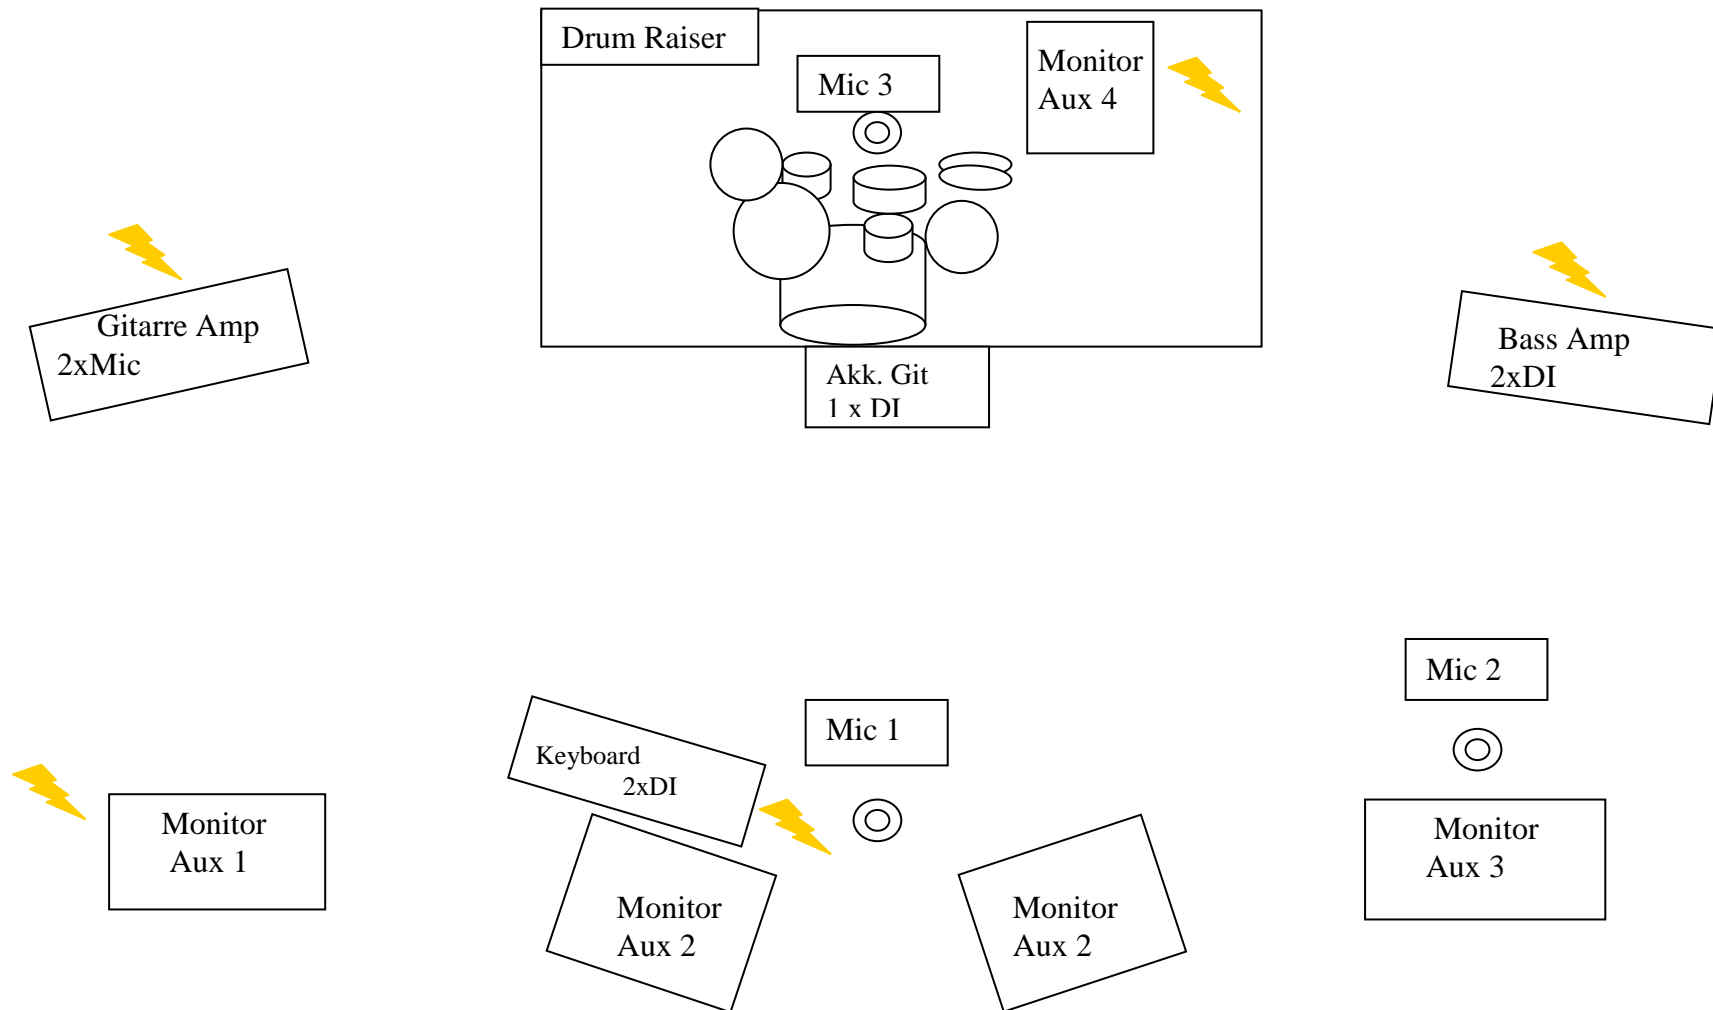 Drum Raiser
Monitor
Aux 4
Mic 3
Gitarre Amp
2xMic
Akk. Git
1 x DI
Bass Amp
2xDI
Mic 2
Mic 1
Keyboard
2xDI
Monitor
Aux 1
Monitor
Aux 2
Monitor
Aux 2
Monitor
Aux 3